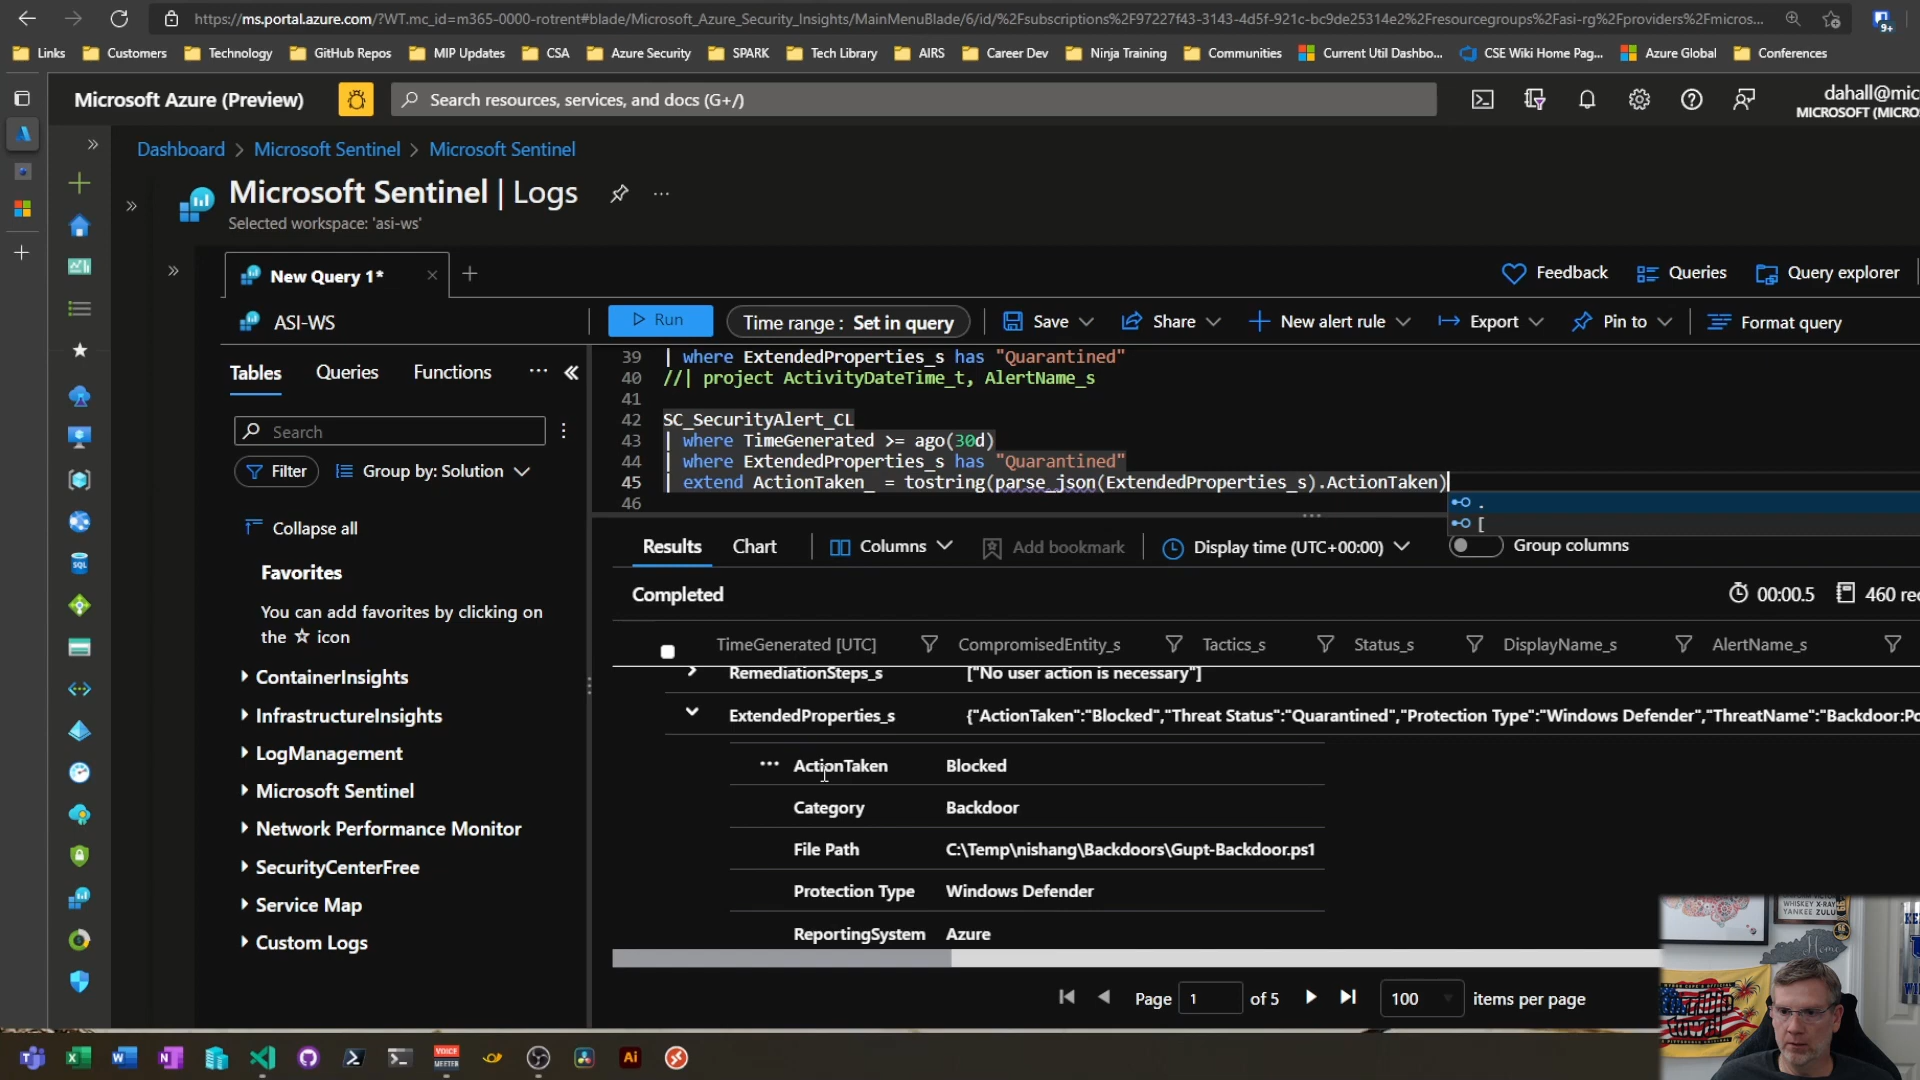 https://ms.portal.azure.com/?WT.mc_id=m365-0000-rotrent#blade/Microsoft_Azure_Security_Insights/MainMenuBlade/6/id/%2Fsubscriptions%2F97227f43-3143-4d5f-921c-bc9de25314e2%2Fresourcegroups%2Fasi-rg%2Fproviders%2Fmicros...
9+
Links Customers Technology GitHub Repos MIP Updates CSA Azure Security SPARK Tech Library AIRS Career Dev Ninja Training Communities Current Util Dashbo... CSE Wiki Home Pag... Azure Global Conferences
Microsoft Azure (Preview)
Search resources, services, and docs (G+/)
dahall@mic
MICROSOFT (MICRO
Dashboard > Microsoft Sentinel > Microsoft Sentinel
Microsoft Sentinel | Logs
Selected workspace: 'asi-ws'
New Query 1*
Feedback Queries Query explorer
ASI-WS
Run
Time range : Set in query
Save Share New alert rule Export Pin to Format query
Tables Queries Functions
Search
Filter
Group by: Solution
Collapse all
Favorites
You can add favorites by clicking on
the ☆ icon
ContainerInsights
InfrastructureInsights
LogManagement
Microsoft Sentinel
Network Performance Monitor
SecurityCenterFree
Service Map
Custom Logs
39 | where ExtendedProperties_s has "Quarantined"
40 //| project ActivityDateTime_t, AlertName_s
41
42 SC_SecurityAlert_CL
43 | where TimeGenerated >= ago(30d)
44 | where ExtendedProperties_s has "Quarantined"
45 | extend ActionTaken_ = tostring(parse_json(ExtendedProperties_s).ActionTaken)
46
.
[
Results Chart Columns Add bookmark Display time (UTC+00:00) Group columns
Completed
00:00.5 460 rec
TimeGenerated [UTC] CompromisedEntity_s Tactics_s Status_s DisplayName_s AlertName_s
RemediationSteps_s ["No user action is necessary"]
ExtendedProperties_s {"ActionTaken":"Blocked","Threat Status":"Quarantined","Protection Type":"Windows Defender","ThreatName":"Backdoor:Po
ActionTaken Blocked
Category Backdoor
File Path C:\Temp\nishang\Backdoors\Gupt-Backdoor.ps1
Protection Type Windows Defender
ReportingSystem Azure
Page 1 of 5 100 items per page
WHISKEY X-RAY
YANKEE ZULU
Home